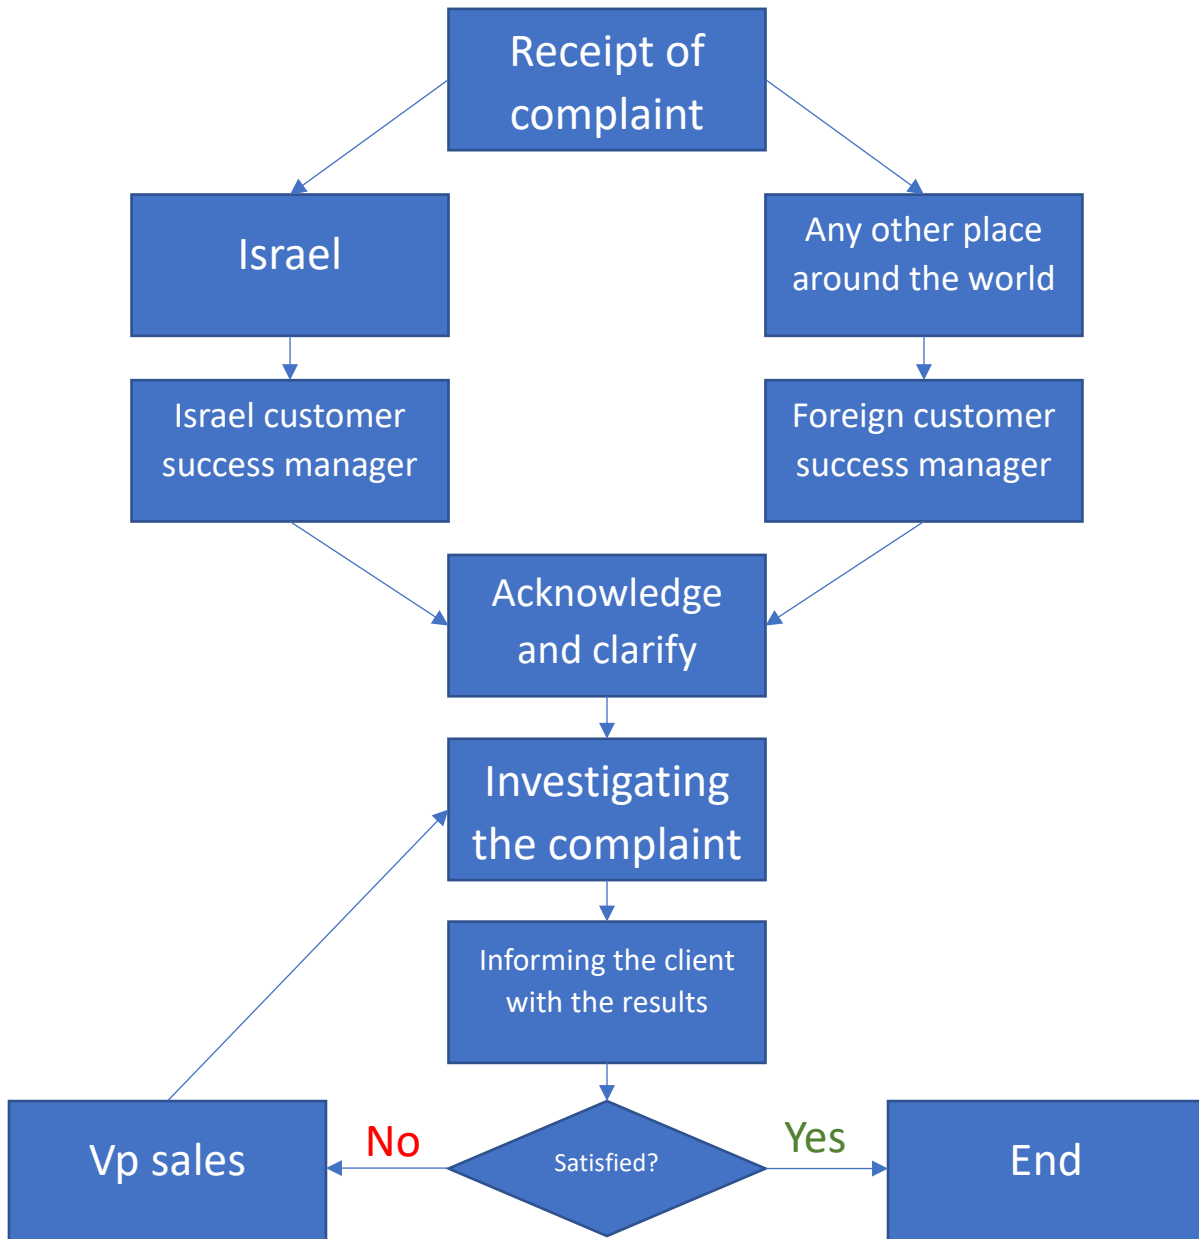 Receipt of
complaint
Israel
Any other place
around the world
Israel customer
success manager
Foreign customer
success manager
Acknowledge
and clarify
Investigating
the complaint
Informing the client
with the results
Vp sales
No
Satisfied?
Yes
End